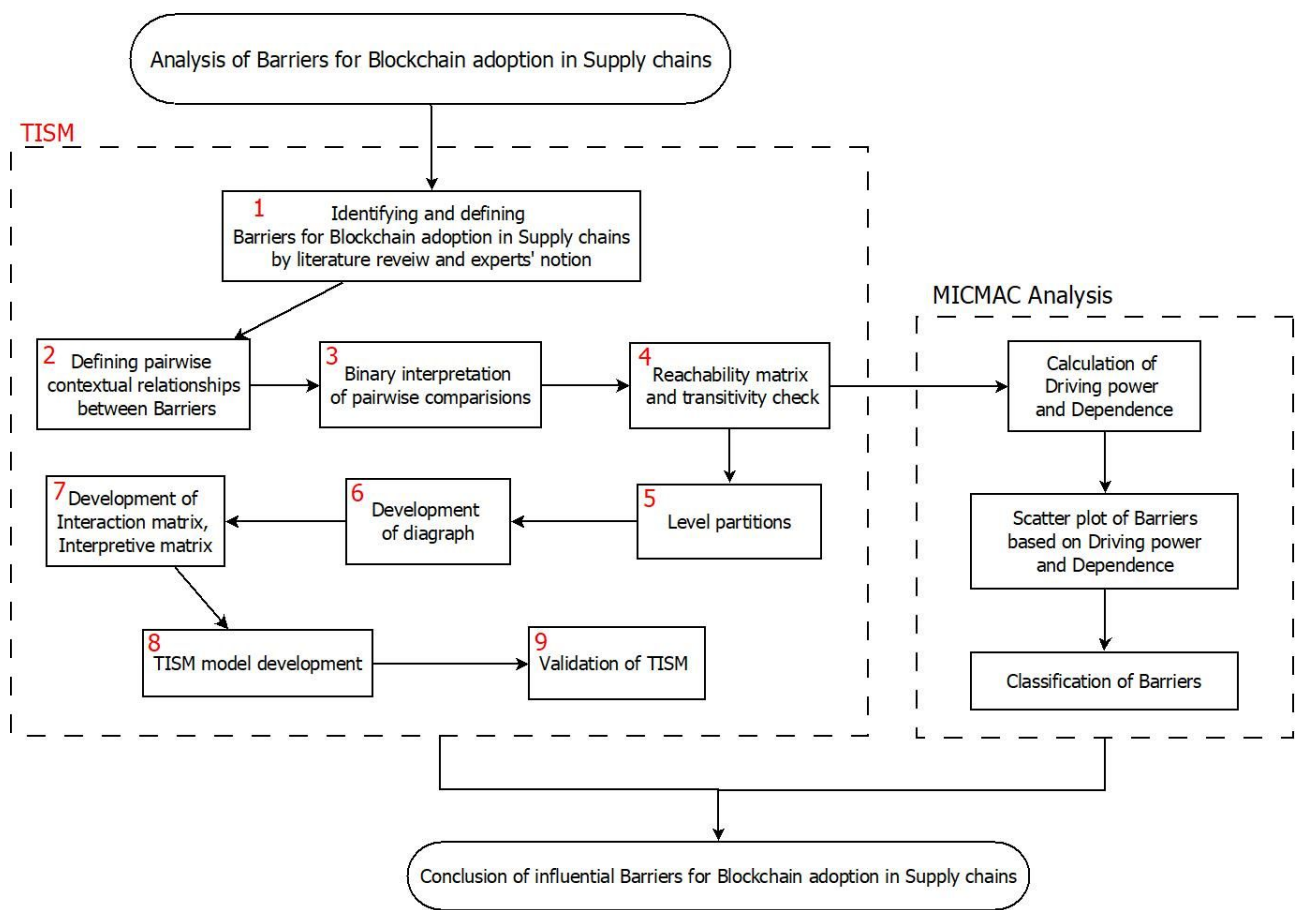 Analysis of Barriers for Blockchain adoption in Supply chains
TISM
1
Identifying and defining
Barriers for Blockchain adoption in Supply chains
by literature reveiw and experts' notion
2
Defining pairwise
contextual relationships
between Barriers
3
Binary interpretation
of pairwise comparisions
4
Reachability matrix
and transitivity check
5
Level partitions
6
Development
of diagraph
7
Development of
Interaction matrix,
Interpretive matrix
8
TISM model development
9
Validation of TISM
MICMAC Analysis
Calculation of
Driving power
and Dependence
Scatter plot of Barriers
based on Driving power
and Dependence
Classification of Barriers
Conclusion of influential Barriers for Blockchain adoption in Supply chains